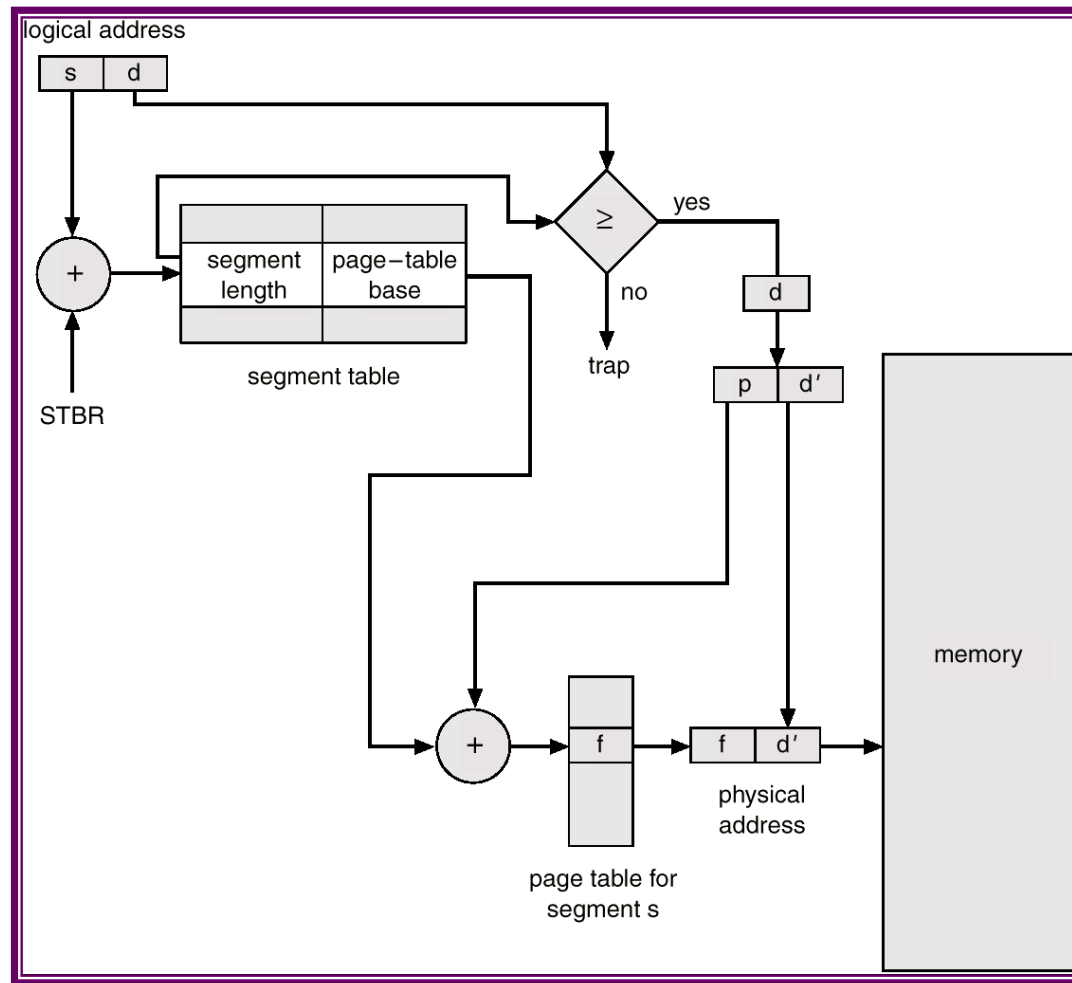 logical address
s d
≥
yes
+
segment length
page−table base
d
no
trap
segment table
p d′
STBR
memory
+
f
f d′
physical
address
page table for
segment s